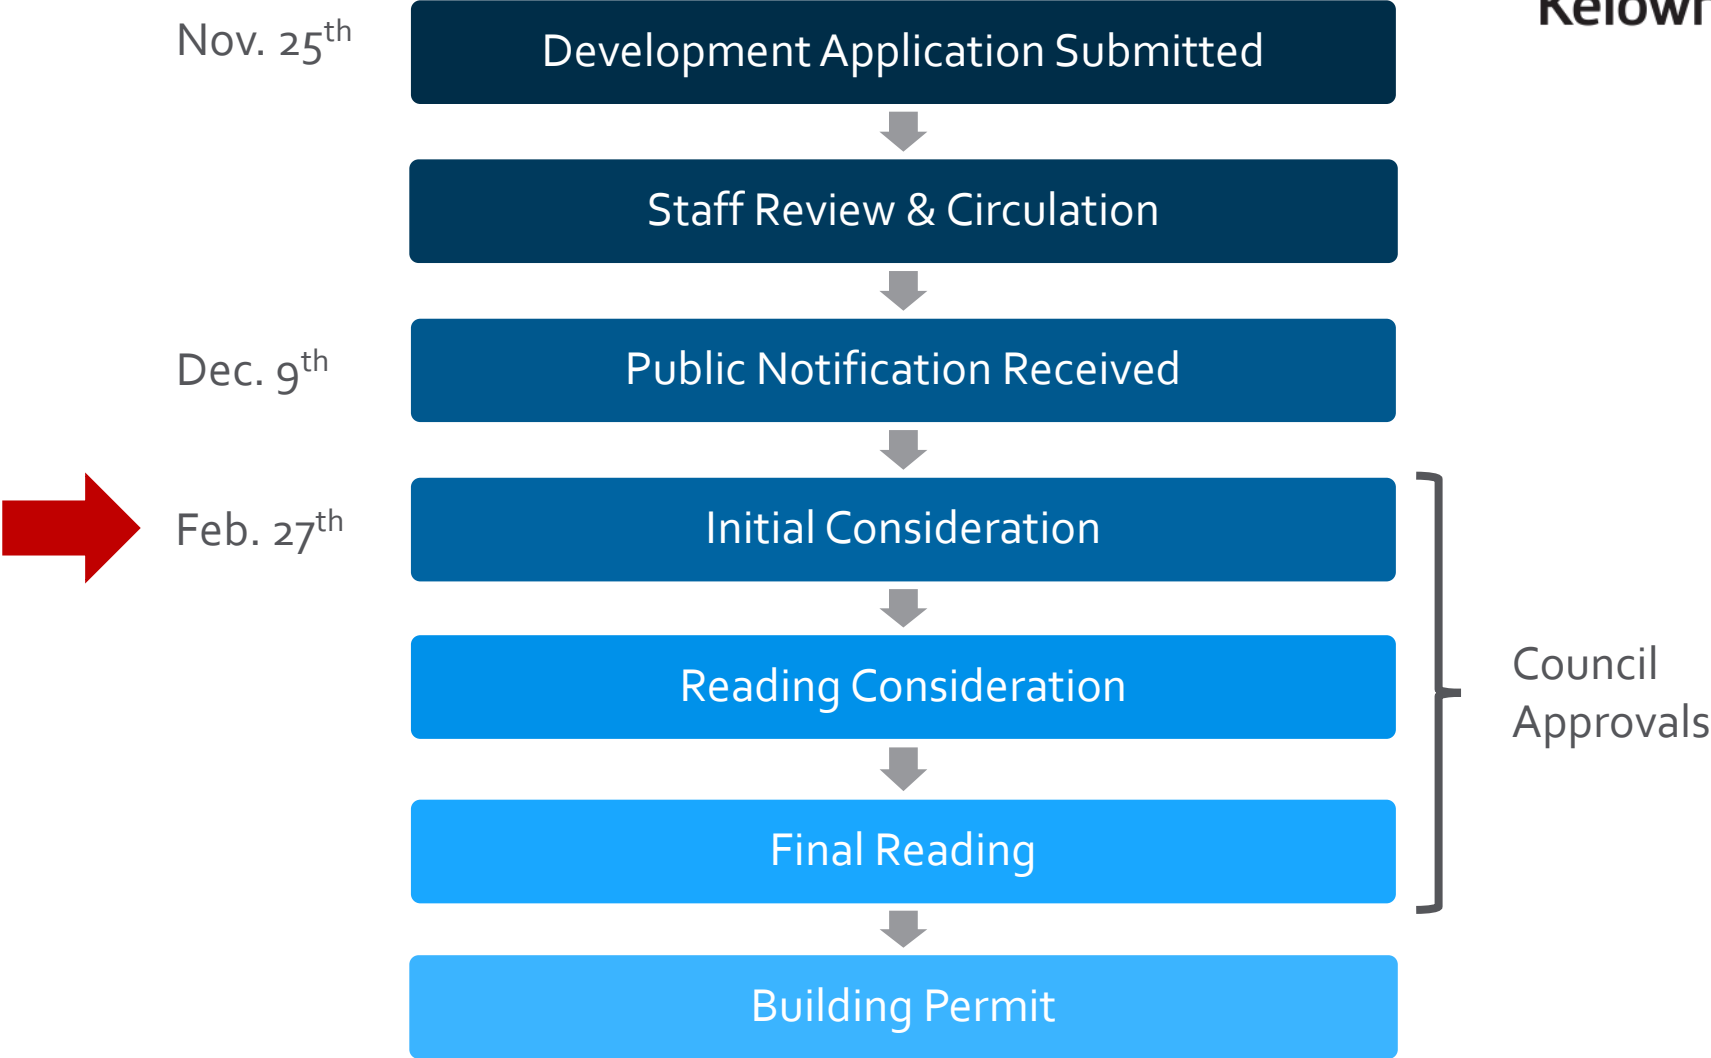 Nov. 25th
Development Application Submitted
Staff Review & Circulation
Dec. 9th
Public Notification Received
Feb. 27th
Initial Consideration
Reading Consideration
Council
Approvals
Final Reading
Building Permit